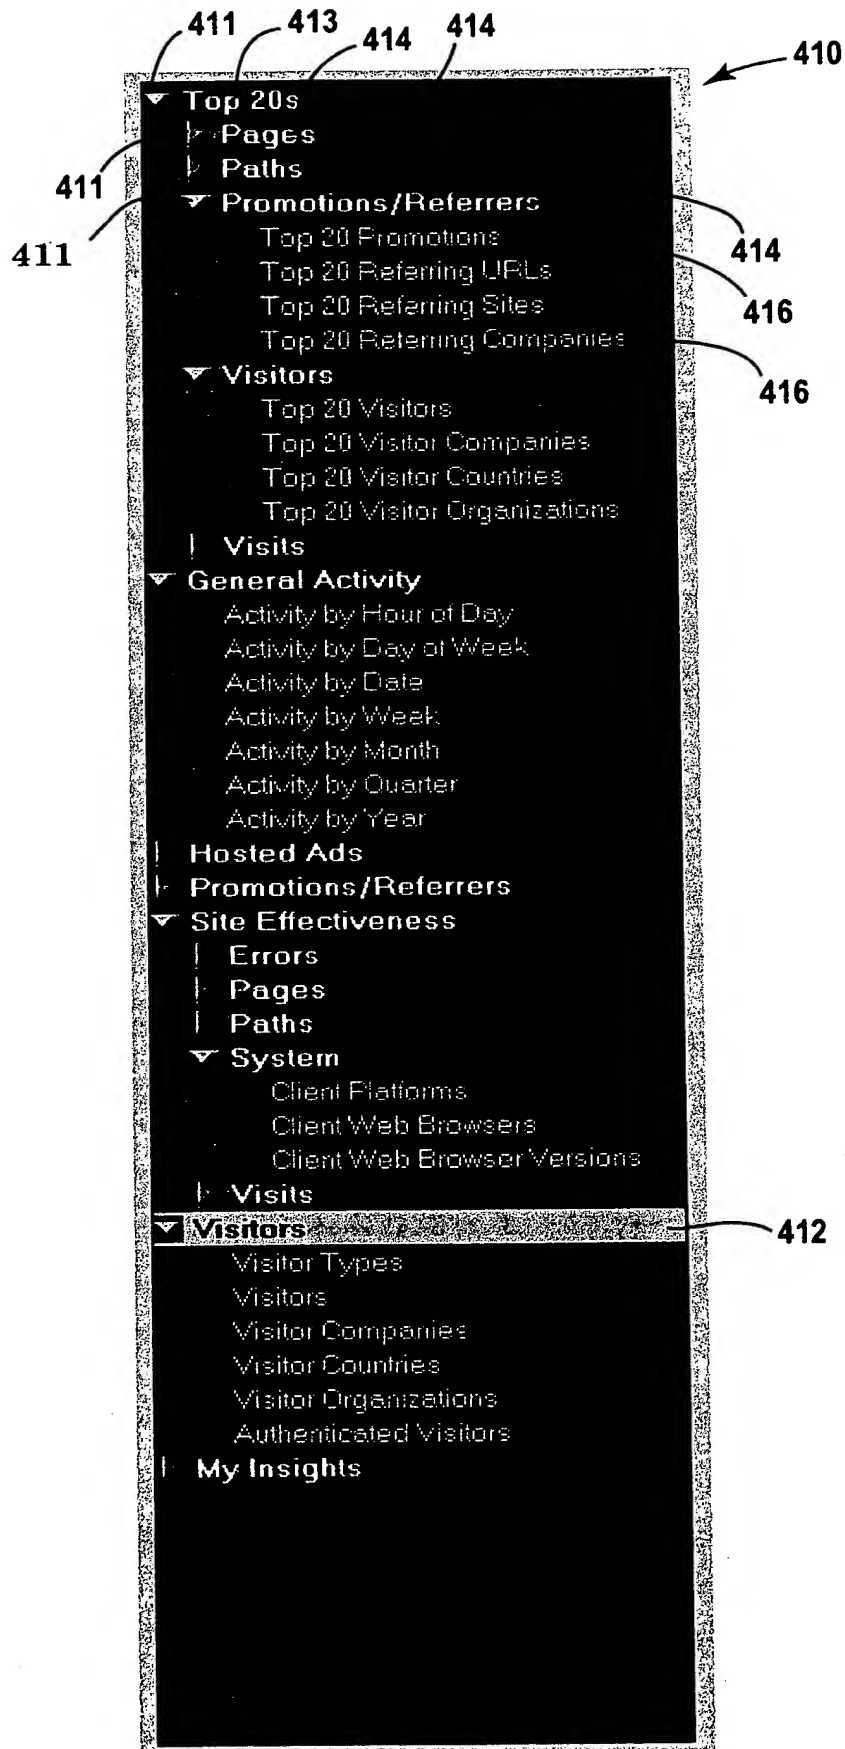 411 413 414 414
410
Top 20s
Pages
Paths
411
Promotions/Referrers
411
Top 20 Promotions
414
Top 20 Referring URLs
Top 20 Referring Sites
416
Top 20 Referring Companies
Visitors
416
Top 20 Visitors
Top 20 Visitor Companies
Top 20 Visitor Countries
Top 20 Visitor Organizations
Visits
General Activity
Activity by Hour of Day
Activity by Day of Week
Activity by Date
Activity by Week
Activity by Month
Activity by Quarter
Activity by Year
Hosted Ads
Promotions/Referrers
Site Effectiveness
Errors
Pages
Paths
System
Client Platforms
Client Web Browsers
Client Web Browser Versions
Visits
Visitors
412
Visitor Types
Visitors
Visitor Companies
Visitor Countries
Visitor Organizations
Authenticated Visitors
My Insights